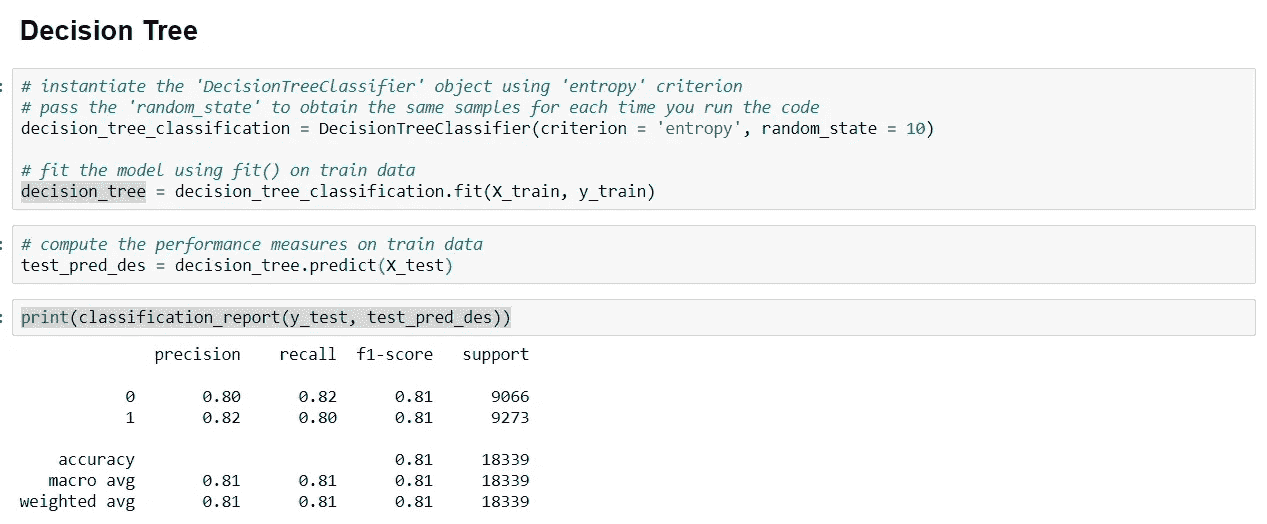 Decision Tree
# instantiate the 'DecisionTreeClassifier' object using 'entropy' criterion
# pass the 'random_state' to obtain the same samples for each time you run the code
decision_tree_classification = DecisionTreeClassifier(criterion = 'entropy', random_state = 10)
# fit the model using fit() on train data
decision_tree = decision_tree_classification.fit(X_train, y_train)
# compute the performance measures on train data
test_pred_des = decision_tree.predict(X_test)
print(classification_report(y_test, test_pred_des))
precision recall f1-score support
0 0.80 0.82 0.81 9066
1 0.82 0.80 0.81 9273
accuracy 0.81 18339
macro avg 0.81 0.81 0.81 18339
weighted avg 0.81 0.81 0.81 18339